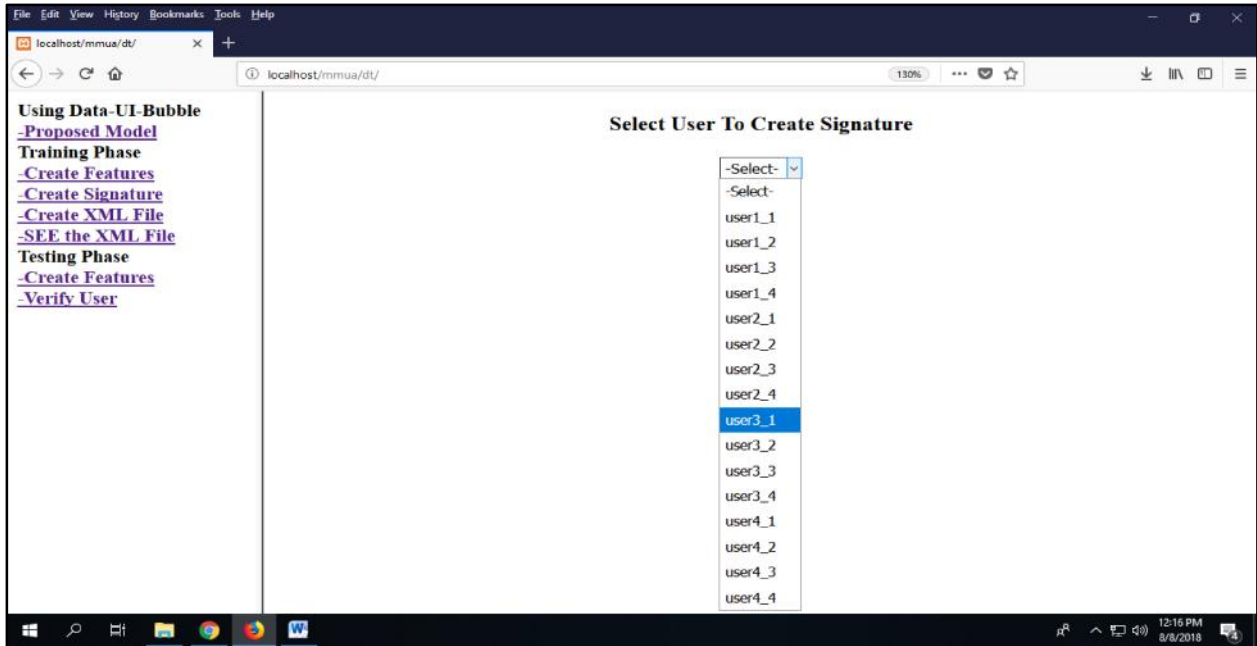 File Edit View History Bookmarks Tools Help
localhost/mmua/dt/
localhost/mmua/dt/
130%
Using Data-UI-Bubble
-Proposed Model
Training Phase
-Create Features
-Create Signature
-Create XML File
-SEE the XML File
Testing Phase
-Create Features
-Verify User
Select User To Create Signature
-Select-
-Select-
user1_1
user1_2
user1_3
user1_4
user2_1
user2_2
user2_3
user2_4
user3_1
user3_2
user3_3
user3_4
user4_1
user4_2
user4_3
user4_4
12:16 PM
8/8/2018
4